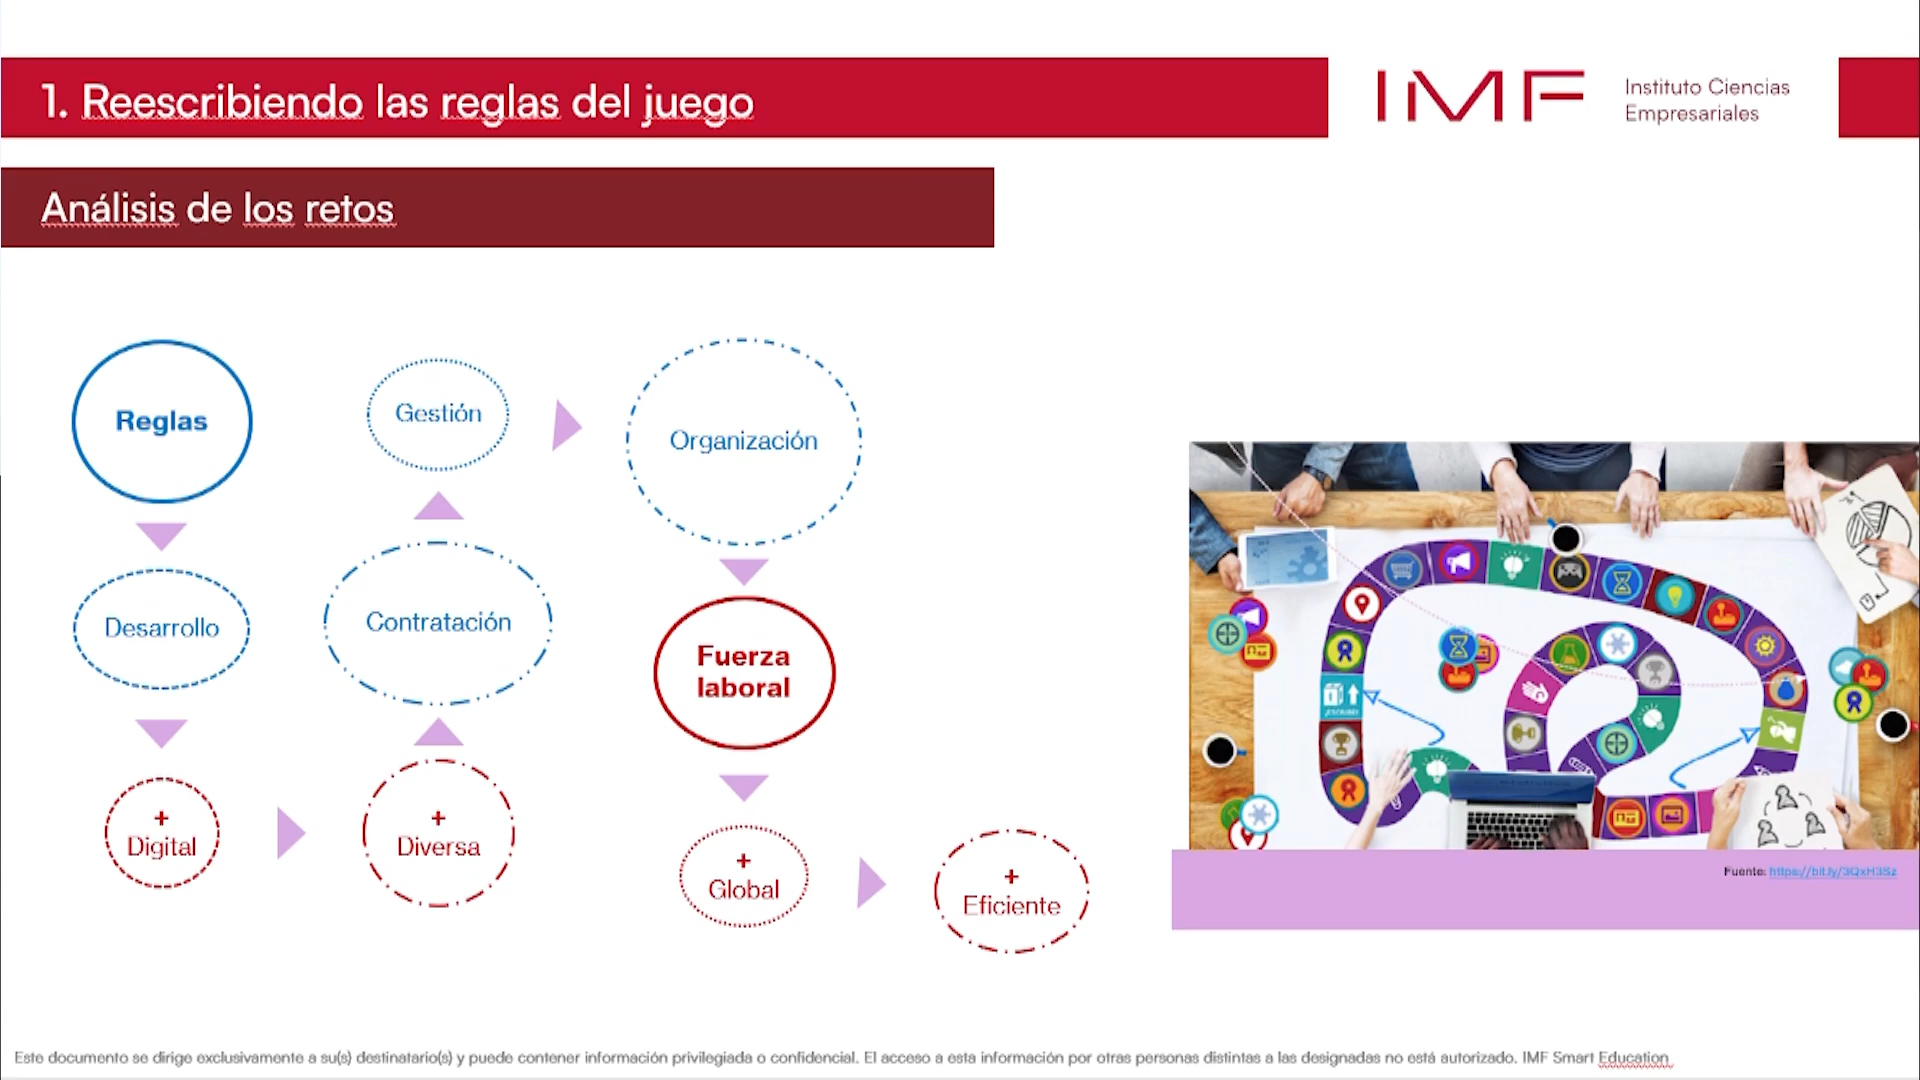 1. Reescribiendo las reglas del juego
IMF
Instituto Ciencias
Empresariales
Análisis de los retos
Reglas
Desarrollo
+
Digital
+
Diversa
Contratación
Gestión
Organización
Fuerza
laboral
+
Global
+
Eficiente
Fuente: https://bit.ly/3QxH3Sz
Este documento se dirige exclusivamente a su(s) destinatario(s) y puede contener información privilegiada o confidencial. El acceso a esta información por otras personas distintas a las designadas no está autorizado. IMF Smart Education